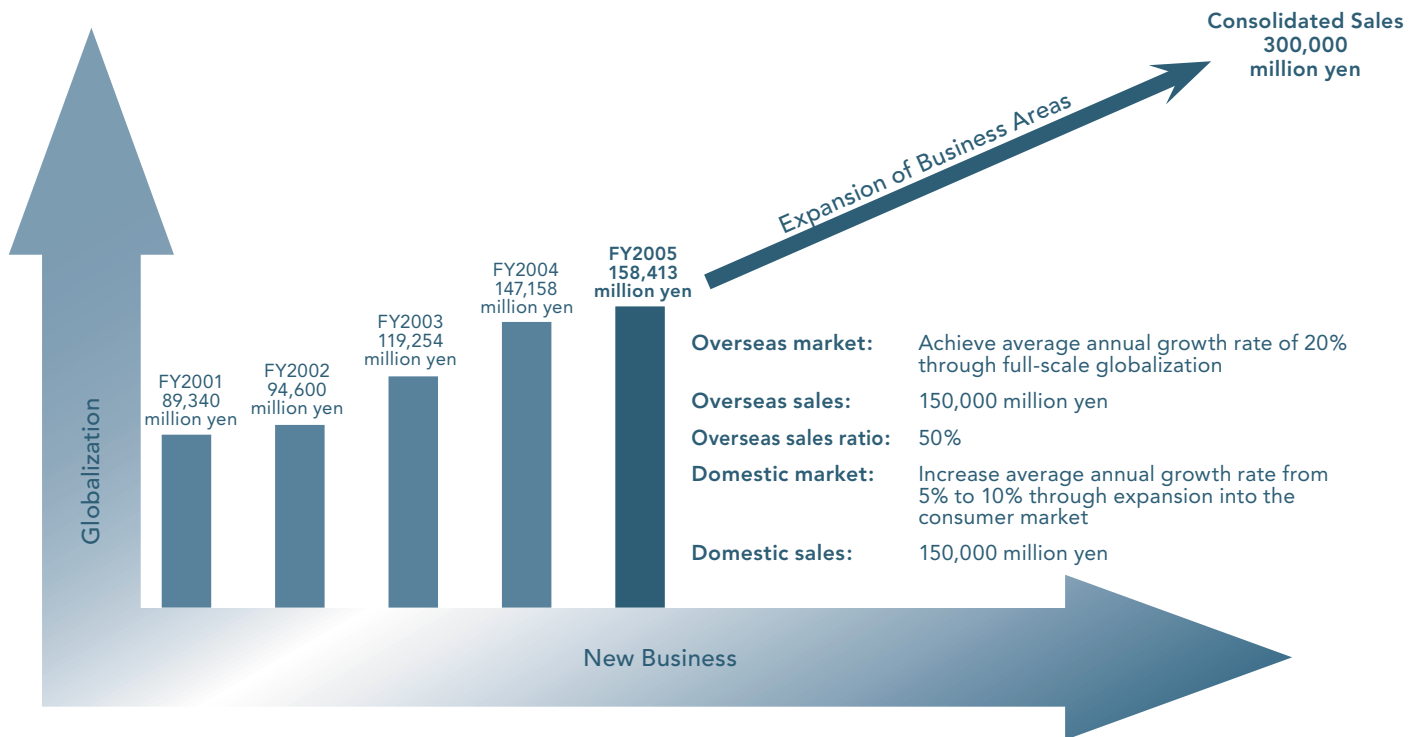 Consolidated Sales
300,000
million yen
Expansion of Business Areas
FY2005
158,413
million yen
FY2004
147,158
million yen
FY2003
119,254
million yen
FY2002
94,600
million yen
FY2001
89,340
million yen
Globalization
Overseas market: Achieve average annual growth rate of 20%
through full-scale globalization
Overseas sales: 150,000 million yen
Overseas sales ratio: 50%
Domestic market: Increase average annual growth rate from
5% to 10% through expansion into the
consumer market
Domestic sales: 150,000 million yen
New Business